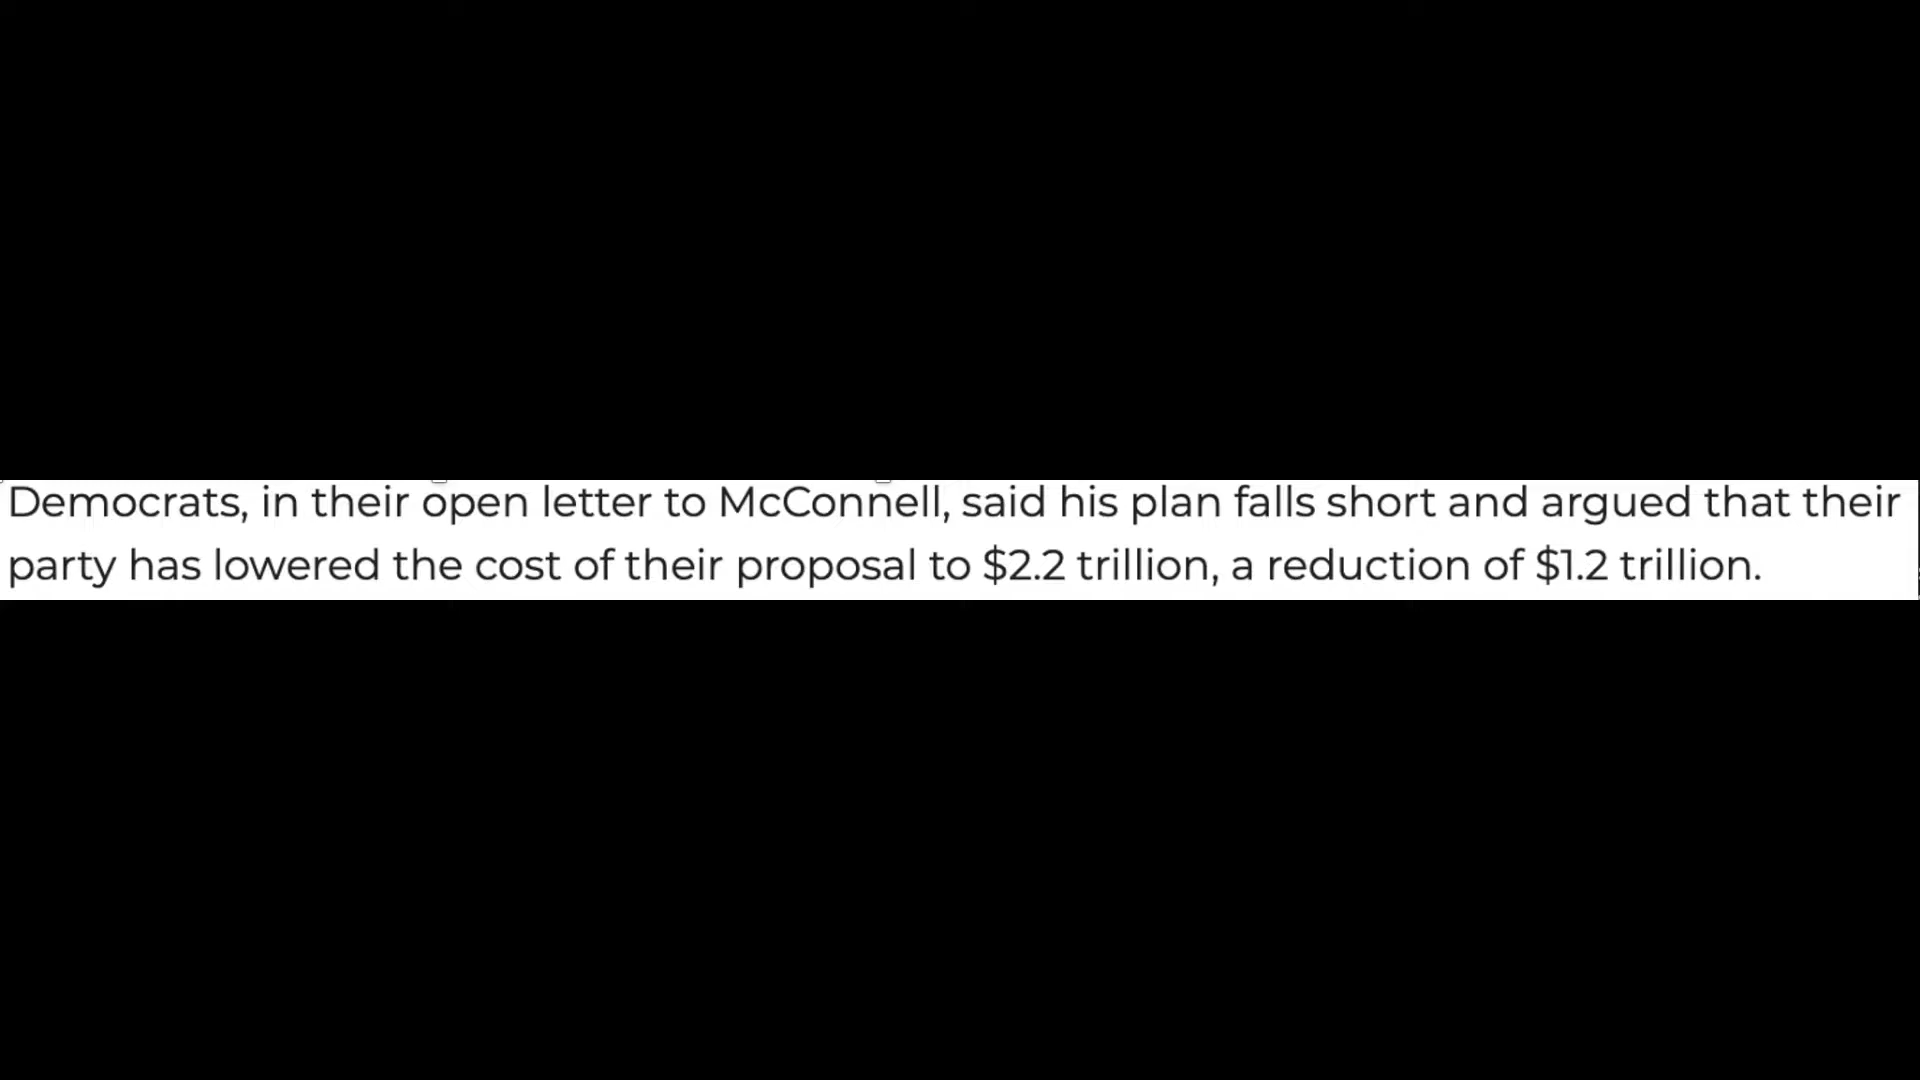 Democrats, in their open letter to McConnell, said his plan falls short and argued that their
party has lowered the cost of their proposal to $2.2 trillion, a reduction of $1.2 trillion.